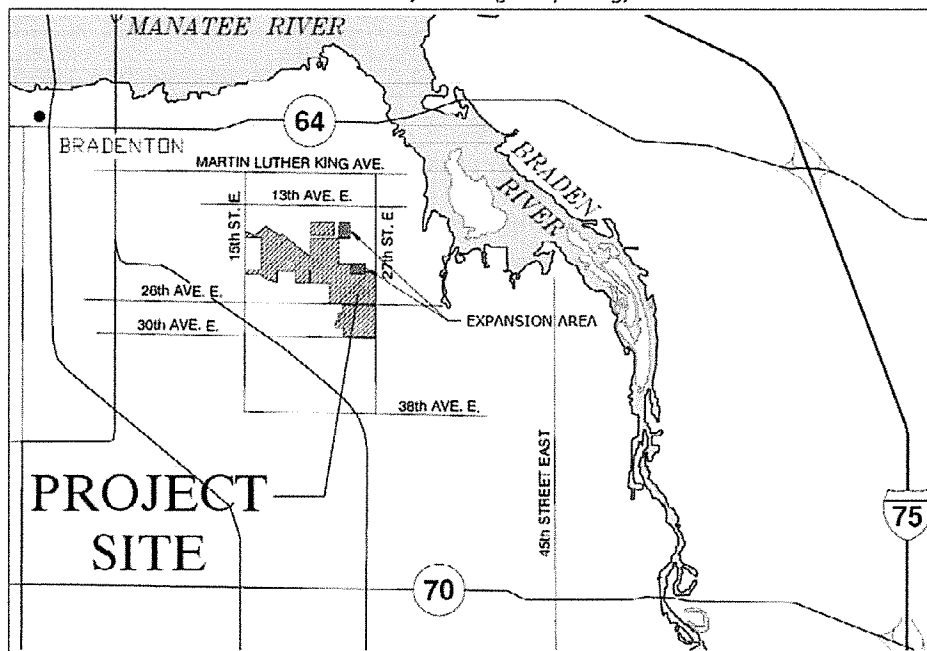 MANATEE RIVER
64
BRADENTON
MARTIN LUTHER KING AVE.
BRADEN
RIVER
13th AVE. E.
15th ST. E.
27th ST. E
26th AVE. E.
EXPANSION AREA
30th AVE. E.
38th AVE. E.
45th STREET EAST
PROJECT
SITE
75
70